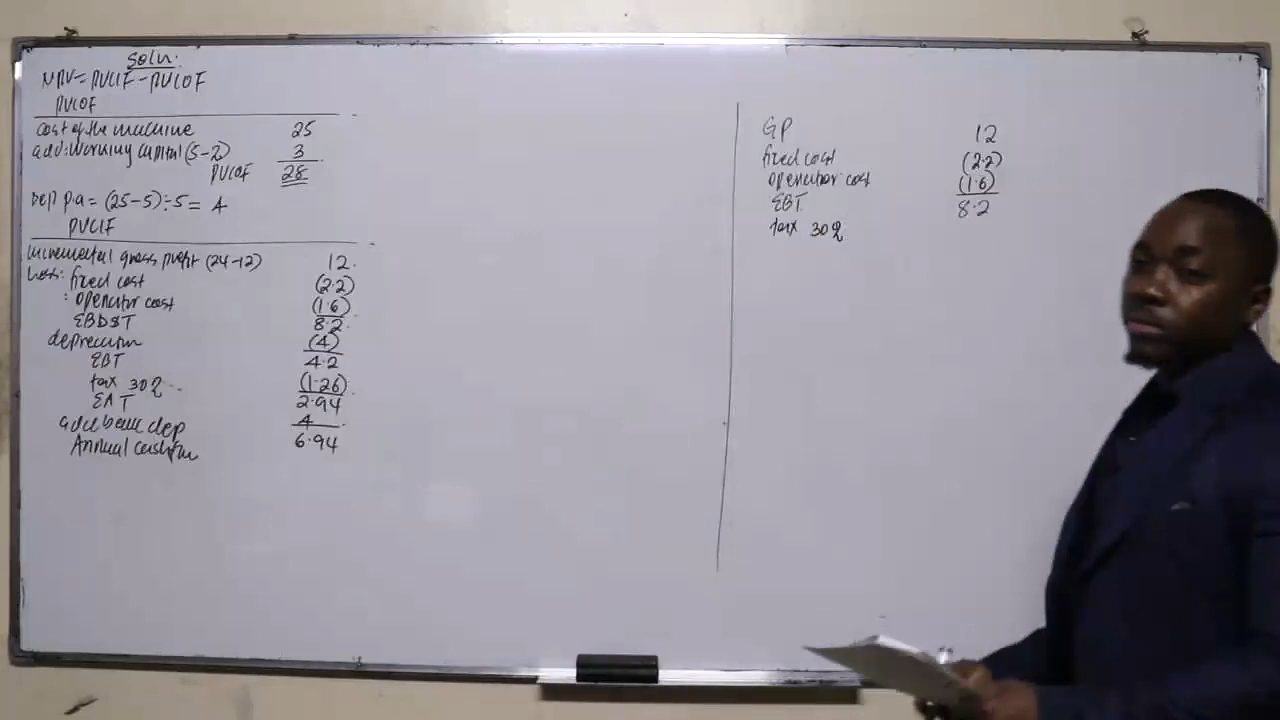 Soln:
NPV = PVCIF - PVCOF
PVCOF
Cost of the machine 25
add: working capital (5-2) 3
PVCOF 28
Dep p.a = (25-5) ÷ 5 = 4
PVCIF
Incremental gross profit (24-12) 12
Less: fixed cost (2.2)
: operator cost (1.6)
EBD&T 8.2
depreciation (4)
EBT 4.2
tax 30% (1.26)
EAT 2.94
add back dep 4
Annual cashflow 6.94
GP 12
fixed cost (2.2)
operator cost (1.6)
EBT 8.2
tax 30%